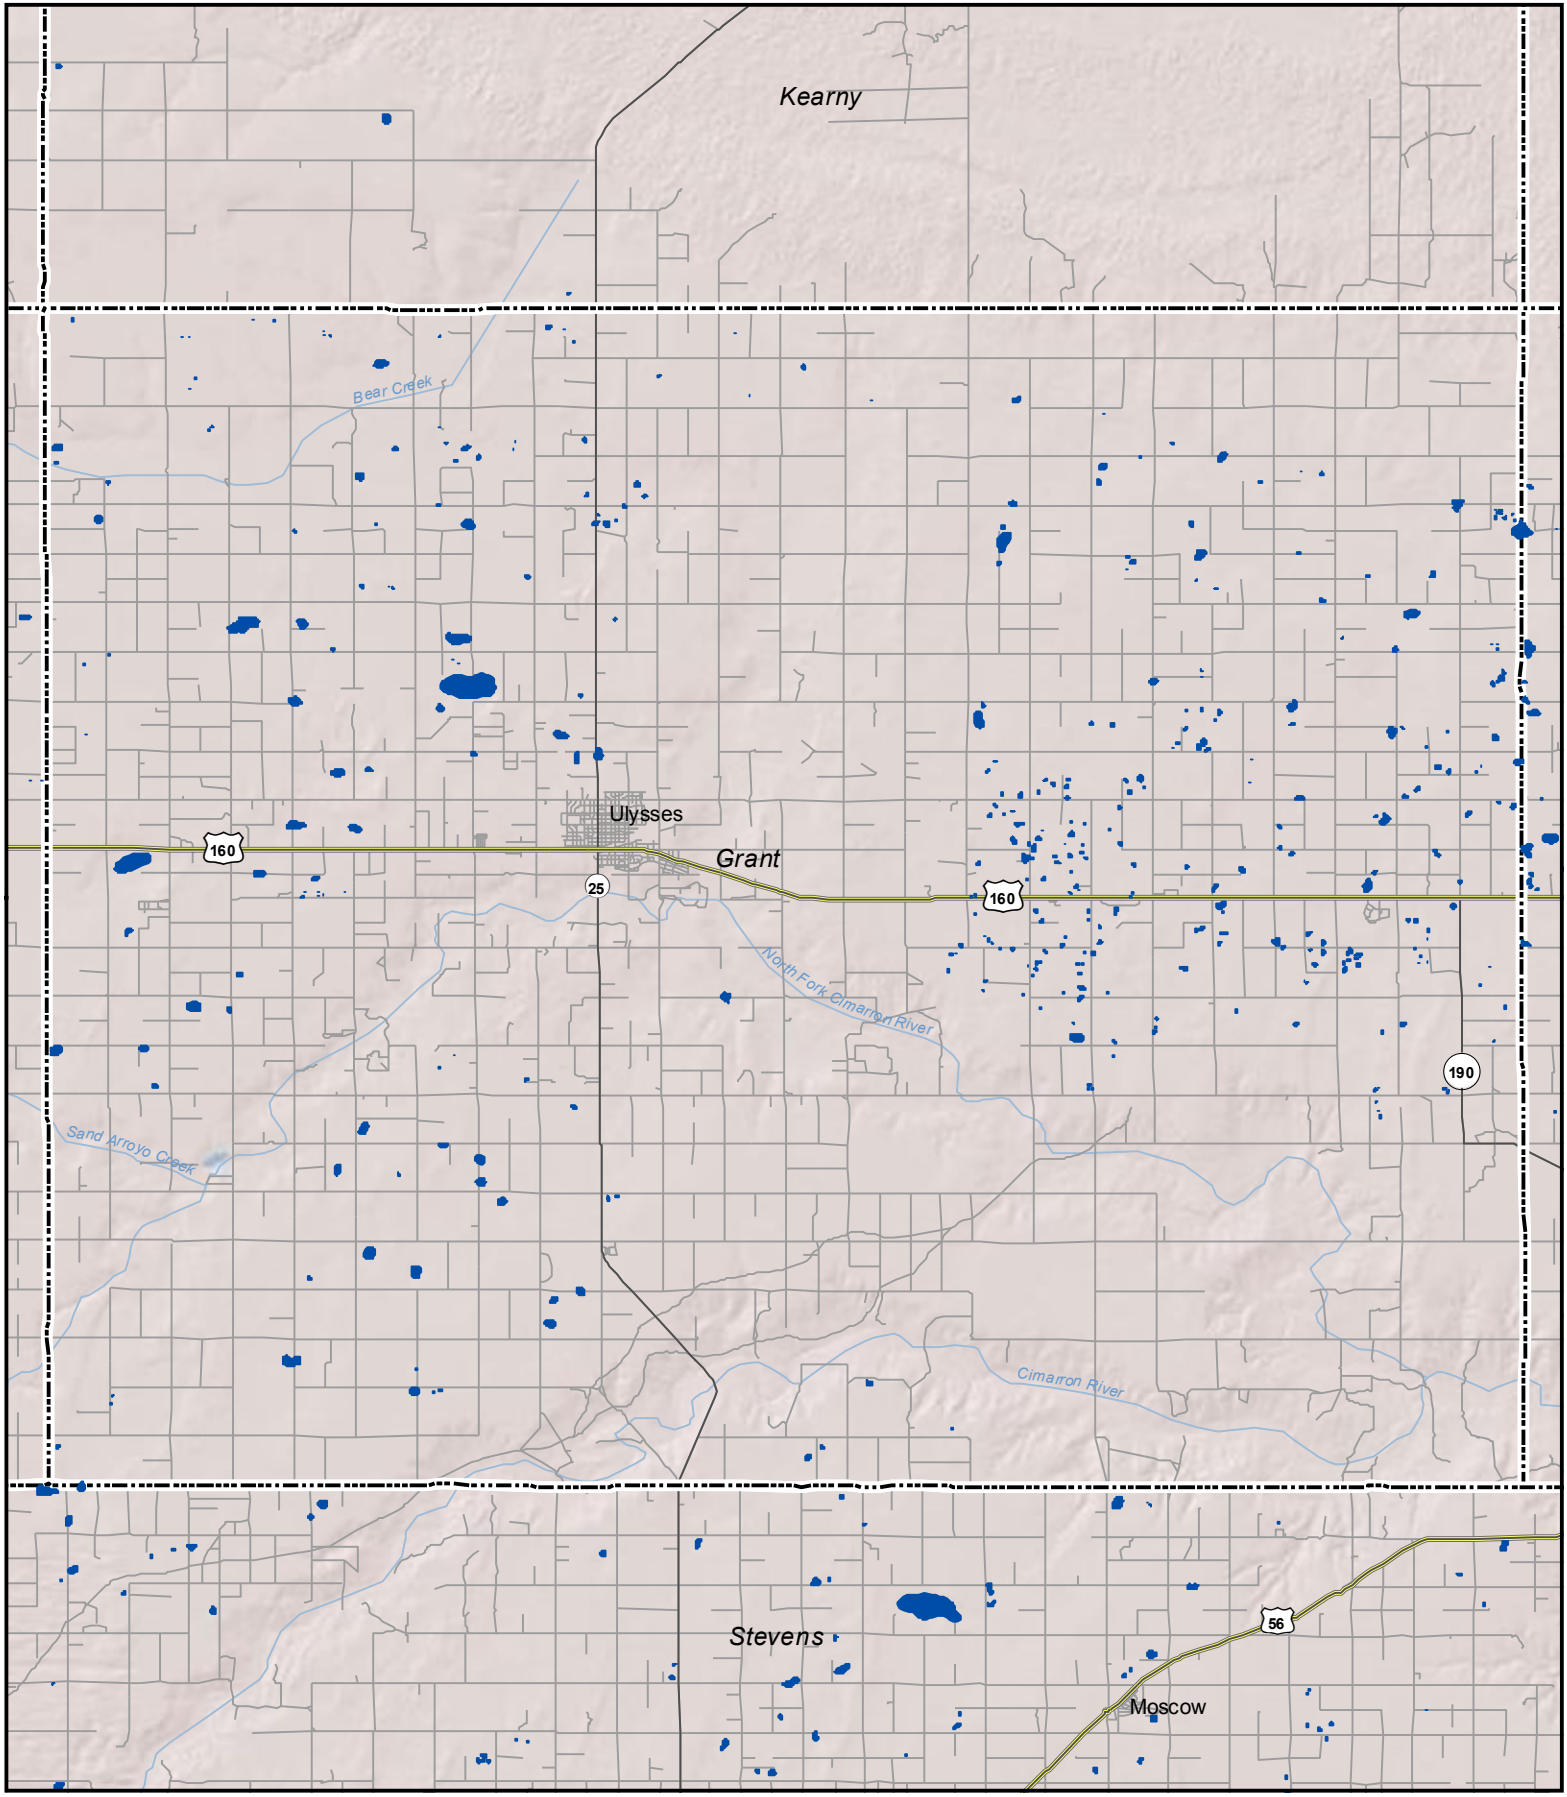 Kearny
Bear Creek
Ulysses
160
Grant
25
160
North Fork Cimarron River
190
Sand Arroyo Creek
Cimarron River
56
Stevens
Moscow